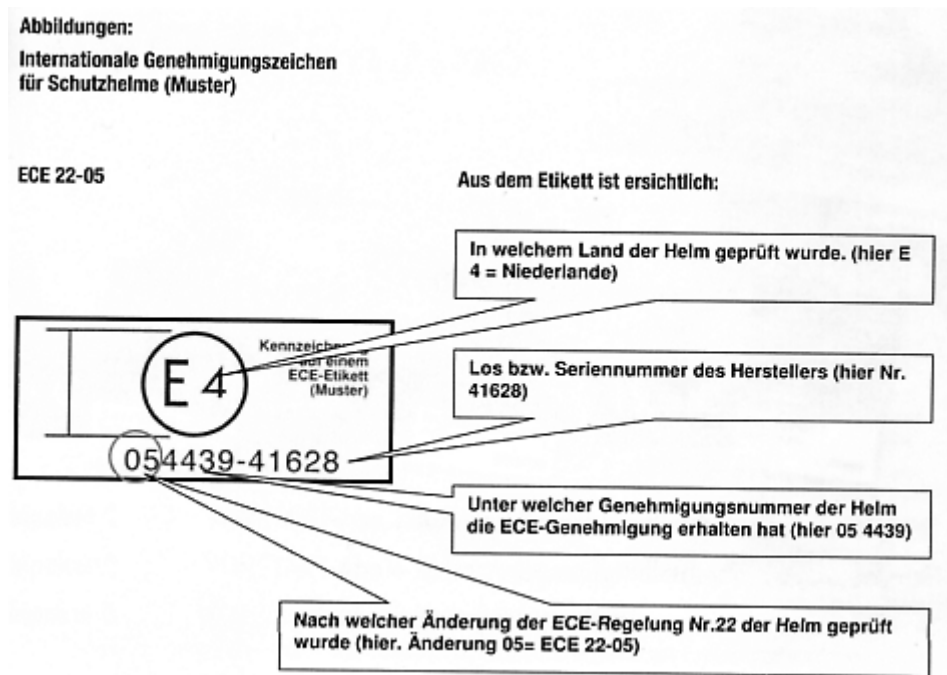 Abbildungen:
Internationale Genehmigungszeichen
für Schutzhelme (Muster)
ECE 22-05
Aus dem Etikett ist ersichtlich:
In welchem Land der Helm geprüft wurde. (hier E
4 = Niederlande)
Kennzeichnung
auf einem
ECE-Etikett
(Muster)
E 4
Los bzw. Seriennummer des Herstellers (hier Nr.
41628)
054439-41628
Unter welcher Genehmigungsnummer der Helm
die ECE-Genehmigung erhalten hat (hier 05 4439)
Nach welcher Änderung der ECE-Regelung Nr.22 der Helm geprüft
wurde (hier. Änderung 05= ECE 22-05)